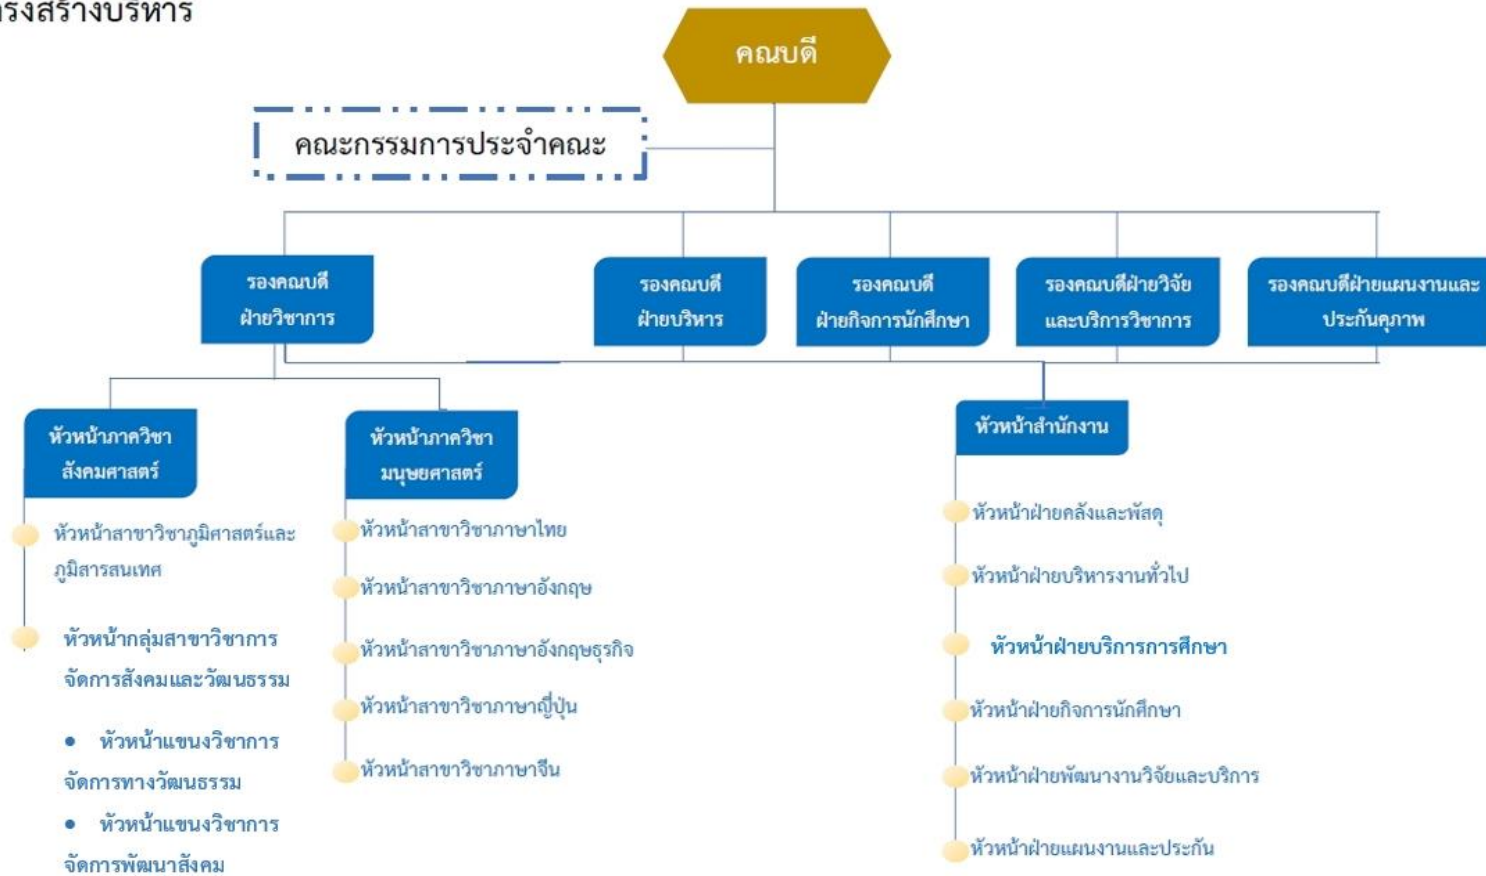 รงสร้างบริหาร
คณบดี
คณะกรรมการประจำคณะ
รองคณบดี
ฝ่ายวิชาการ
รองคณบดี
ฝ่ายบริหาร
รองคณบดี
ฝ่ายกิจการนักศึกษา
รองคณบดีฝ่ายวิจัย
และบริการวิชาการ
รองคณบดีฝ่ายแผนงานและ
ประกันคุภาพ
หัวหน้าภาควิชา
สังคมศาสตร์
หัวหน้าสาขาวิชาภูมิศาสตร์และ
ภูมิสารสนเทศ
หัวหน้ากลุ่มสาขาวิชาการ
จัดการสังคมและวัฒนธรรม
• หัวหน้าแขนงวิชาการ
จัดการทางวัฒนธรรม
• หัวหน้าแขนงวิชาการ
จัดการพัฒนาสังคม
หัวหน้าภาควิชา
มนุษยศาสตร์
หัวหน้าสาขาวิชาภาษาไทย
หัวหน้าสาขาวิชาภาษาอังกฤษ
หัวหน้าสาขาวิชาภาษาอังกฤษธุรกิจ
หัวหน้าสาขาวิชาภาษาญี่ปุ่น
หัวหน้าสาขาวิชาภาษาจีน
หัวหน้าสำนักงาน
หัวหน้าฝ่ายคลังและพัสดุ
หัวหน้าฝ่ายบริหารงานทั่วไป
หัวหน้าฝ่ายบริการการศึกษา
หัวหน้าฝ่ายกิจการนักศึกษา
หัวหน้าฝ่ายพัฒนางานวิจัยและบริการ
หัวหน้าฝ่ายแผนงานและประกัน